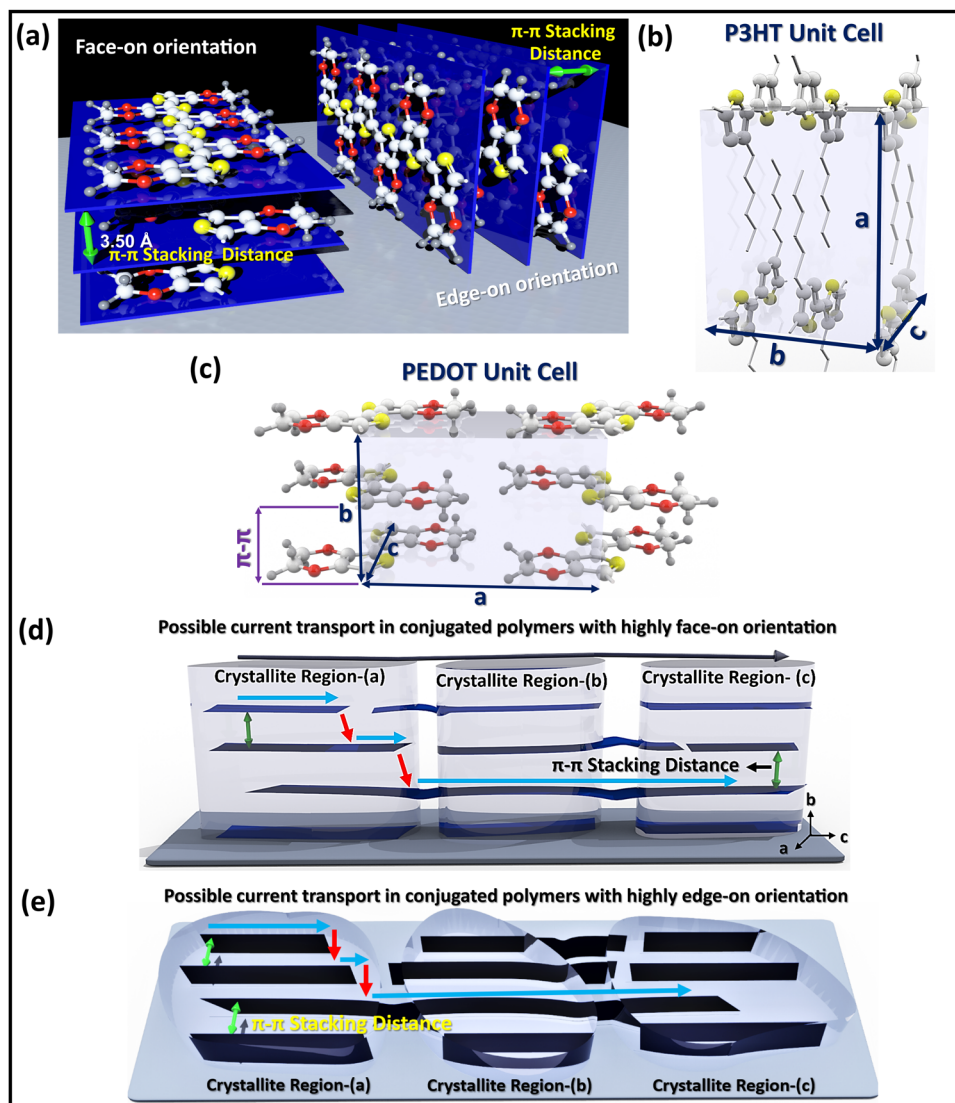 (a)
Face-on orientation
π-π Stacking
Distance
3.50 Å
π-π Stacking Distance
Edge-on orientation
(b)
P3HT Unit Cell
a
b
c
(c)
PEDOT Unit Cell
π-π
b
c
a
(d)
Possible current transport in conjugated polymers with highly face-on orientation
Crystallite Region-(a)
Crystallite Region-(b)
Crystallite Region- (c)
π-π Stacking Distance
b
a
c
(e)
Possible current transport in conjugated polymers with highly edge-on orientation
π-π Stacking Distance
Crystallite Region-(a)
Crystallite Region-(b)
Crystallite Region-(c)